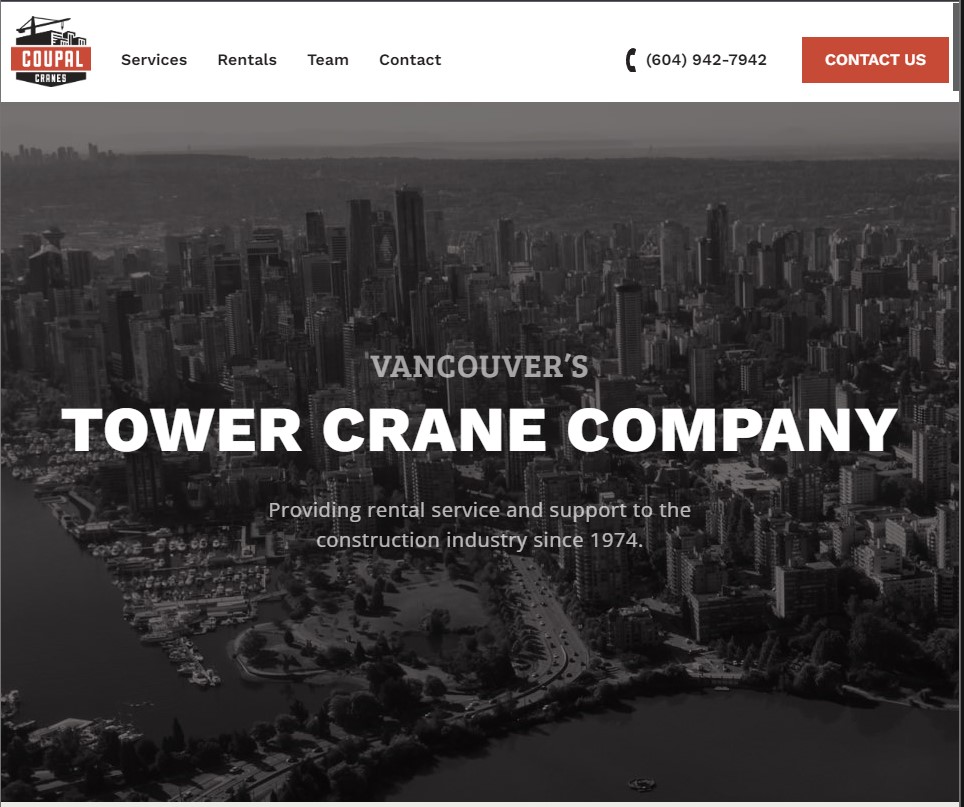 COUPAL
CRANES
Services Rentals Team Contact
(604) 942-7942
CONTACT US
VANCOUVER’S
TOWER CRANE COMPANY
Providing rental service and support to the
construction industry since 1974.